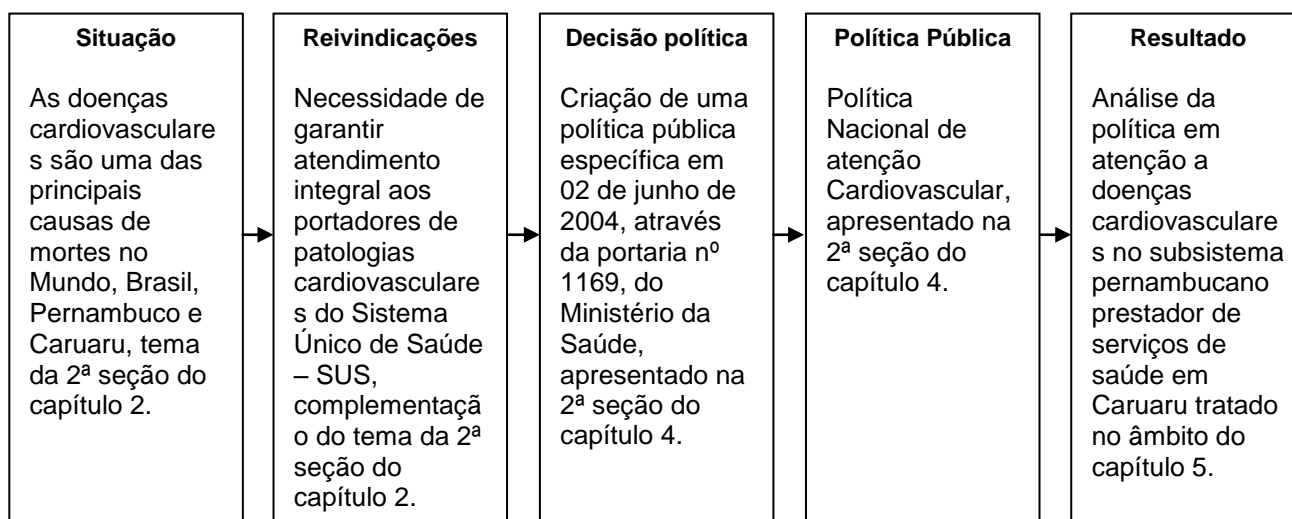 Situação
As doenças
cardiovasculare
s são uma das
principais
causas de
mortes no
Mundo, Brasil,
Pernambuco e
Caruaru, tema
da 2ª seção do
capítulo 2.
Reivindicações
Necessidade de
garantir
atendimento
integral aos
portadores de
patologias
cardiovasculare
s do Sistema
Único de Saúde
– SUS,
complementaçã
o do tema da 2ª
seção do
capítulo 2.
Decisão política
Criação de uma
política pública
específica em
02 de junho de
2004, através
da portaria nº
1169, do
Ministério da
Saúde,
apresentado na
2ª seção do
capítulo 4.
Política Pública
Política
Nacional de
atenção
Cardiovascular,
apresentado na
2ª seção do
capítulo 4.
Resultado
Análise da
política em
atenção a
doenças
cardiovasculare
s no subsistema
pernambucano
prestador de
serviços de
saúde em
Caruaru tratado
no âmbito do
capítulo 5.